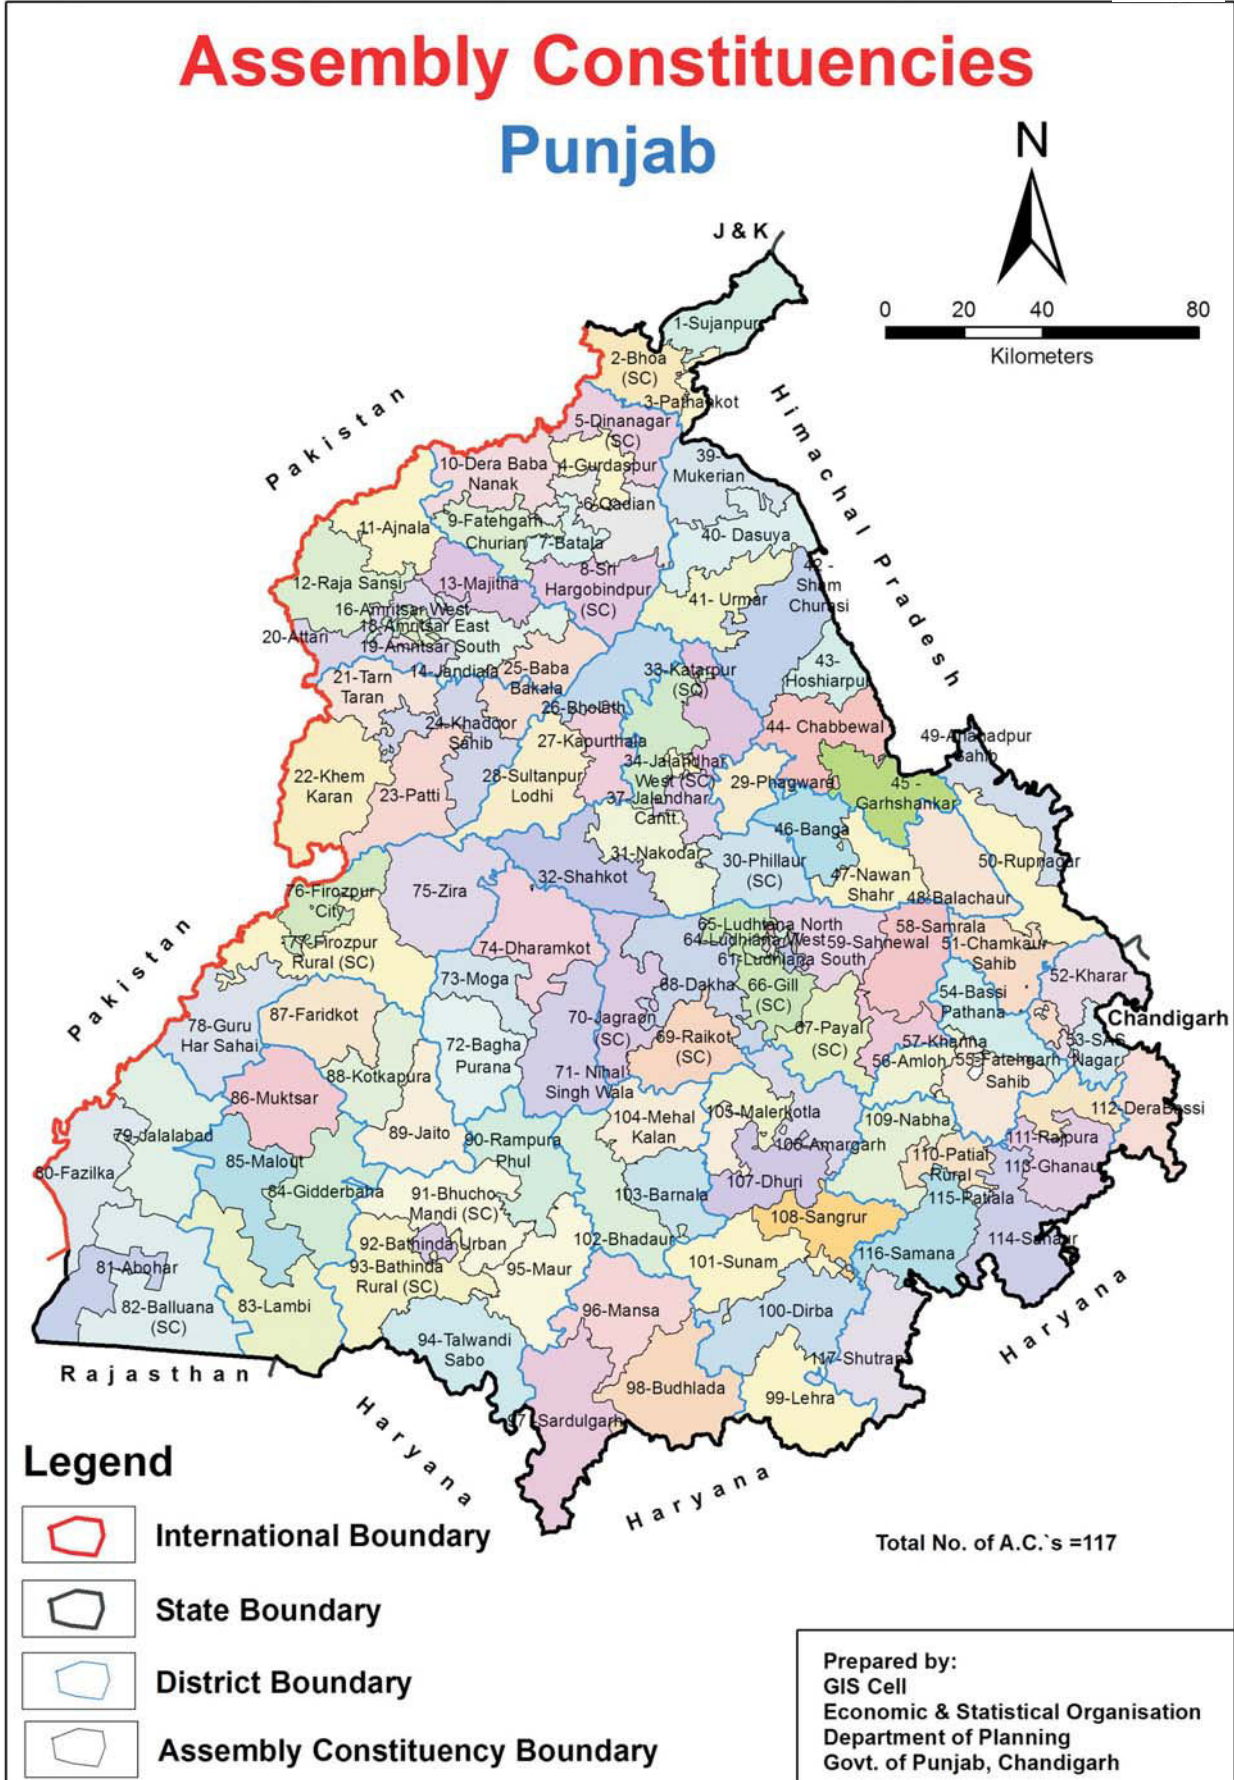 Assembly Constituencies
Punjab
N
J & K
0 20 40 80
Kilometers
1-Sujanpur
2-Bhoa
(SC)
3-Pathankot
Pakistan
Himachal Pradesh
5-Dinanagar
(SC)
4-Gurdaspur
10-Dera Baba
Nanak
39-
Mukerian
6-Qadian
11-Ajnala
9-Fatehgarh
Churian
7-Batala
40- Dasuya
8-Sri
Hargobindpur
(SC)
12-Raja Sansi
13-Majitha
42 -
Sham
Churasi
41- Urmar
16-Amritsar West
18-Amritsar East
20-Attari
19-Amritsar South
14-Jandiala
25-Baba
Bakala
21-Tarn
Taran
33-Katarpur
(SC)
43-
Hoshiarpur
26-Bholath
24-Khadoor
Sahib
27-Kapurthala
44- Chabbewal
49-Anandpur
Sahib
22-Khem
Karan
23-Patti
28-Sultanpur
Lodhi
34-Jalandhar
West (SC)
37-Jalandhar
Cantt.
29-Phagwara
45 -
Garhshankar
46-Banga
31-Nakodar
30-Phillaur
(SC)
50-Rupnagar
47-Nawan
Shahr
48-Balachaur
32-Shahkot
75-Zira
76-Firozpur
City
77-Firozpur
Rural (SC)
74-Dharamkot
65-Ludhiana North
64-Ludhiana West
61-Ludhiana South
59-Sahnewal
58-Samrala
51-Chamkaur
Sahib
52-Kharar
Pakistan
73-Moga
68-Dakha
66-Gill
(SC)
54-Bassi
Pathana
Chandigarh
87-Faridkot
78-Guru
Har Sahai
70-Jagraon
(SC)
69-Raikot
(SC)
67-Payal
(SC)
57-Khanna
53-SAS
Nagar
72-Bagha
Purana
56-Amloh
55-Fatehgarh
Sahib
71- Nihal
Singh Wala
88-Kotkapura
86-Muktsar
104-Mehal
Kalan
105-Malerkotla
109-Nabha
112-DeraBassi
79-Jalalabad
89-Jaito
90-Rampura
Phul
106-Amargarh
111-Rajpura
110-Patial
Rural
113-Ghanau
80-Fazilka
85-Malout
84-Gidderbaha
91-Bhucho
Mandi (SC)
103-Barnala
107-Dhuri
115-Patiala
108-Sangrur
92-Bathinda Urban
102-Bhadaur
114-Sanaur
116-Samana
81-Abohar
93-Bathinda
Rural (SC)
95-Maur
101-Sunam
82-Balluana
(SC)
83-Lambi
96-Mansa
100-Dirba
Haryana
94-Talwandi
Sabo
117-Shutran
Rajasthan
98-Budhlada
99-Lehra
97-Sardulgarh
Haryana
Haryana
Legend
International Boundary
State Boundary
District Boundary
Assembly Constituency Boundary
Total No. of A.C.`s =117
Prepared by:
GIS Cell
Economic & Statistical Organisation
Department of Planning
Govt. of Punjab, Chandigarh